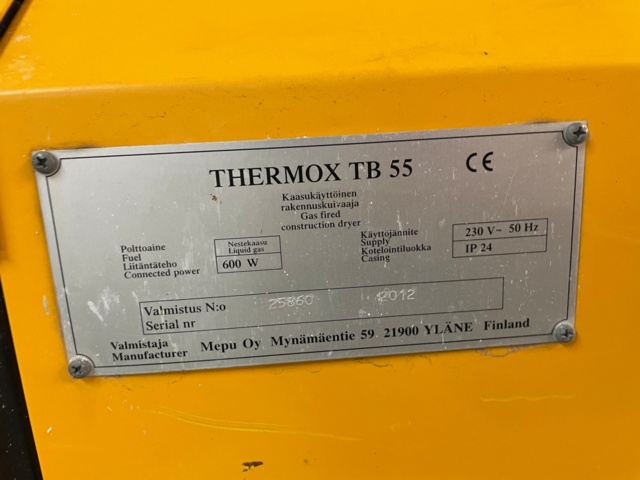 THERMOX TB 55 CE
Kaasukäyttöinen
rakennuskuivaaja
Gas fired
construction dryer
Polttoaine Nestekaasu
Fuel Liquid gas
Liitäntäteho 600 W
Connected power
Käyttöjännite 230 V~ 50 Hz
Supply
Kotelointiluokka IP 24
Casing
Valmistus N:o 25860 2012
Serial nr
Valmistaja Mepu Oy Mynämäentie 59 21900 YLÄNE Finland
Manufacturer